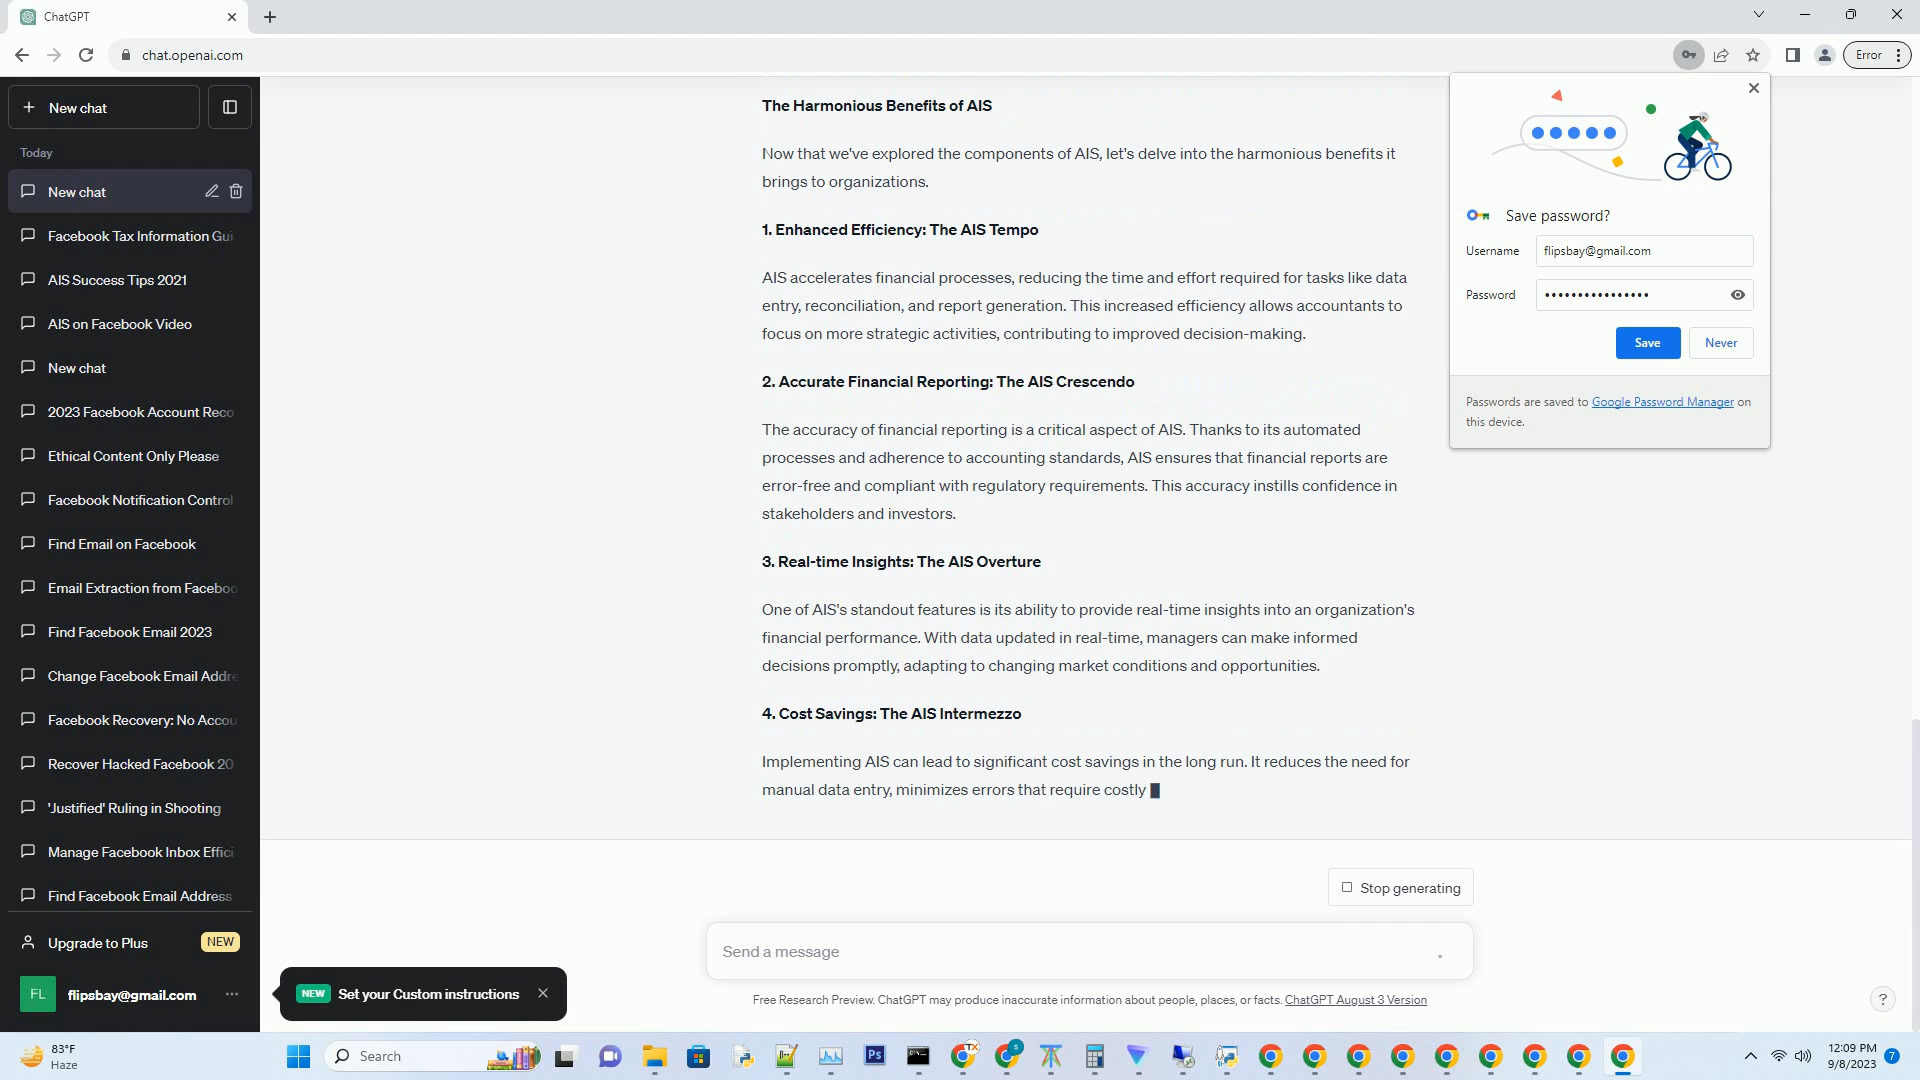 ChatGPT
chat.openai.com
Error
New chat
Today
New chat
Facebook Tax Information Gui
AIS Success Tips 2021
AIS on Facebook Video
New chat
2023 Facebook Account Reco
Ethical Content Only Please
Facebook Notification Control
Find Email on Facebook
Email Extraction from Faceboo
Find Facebook Email 2023
Change Facebook Email Addre
Facebook Recovery: No Accou
Recover Hacked Facebook 20
'Justified' Ruling in Shooting
Manage Facebook Inbox Effici
Find Facebook Email Address
Upgrade to Plus NEW
FL flipsbay@gmail.com
The Harmonious Benefits of AIS
Now that we've explored the components of AIS, let's delve into the harmonious benefits it
brings to organizations.
1. Enhanced Efficiency: The AIS Tempo
AIS accelerates financial processes, reducing the time and effort required for tasks like data
entry, reconciliation, and report generation. This increased efficiency allows accountants to
focus on more strategic activities, contributing to improved decision-making.
2. Accurate Financial Reporting: The AIS Crescendo
The accuracy of financial reporting is a critical aspect of AIS. Thanks to its automated
processes and adherence to accounting standards, AIS ensures that financial reports are
error-free and compliant with regulatory requirements. This accuracy instills confidence in
stakeholders and investors.
3. Real-time Insights: The AIS Overture
One of AIS's standout features is its ability to provide real-time insights into an organization's
financial performance. With data updated in real-time, managers can make informed
decisions promptly, adapting to changing market conditions and opportunities.
4. Cost Savings: The AIS Intermezzo
Implementing AIS can lead to significant cost savings in the long run. It reduces the need for
manual data entry, minimizes errors that require costly
Stop generating
Send a message
Free Research Preview. ChatGPT may produce inaccurate information about people, places, or facts. ChatGPT August 3 Version
NEW Set your Custom instructions
?
Save password?
Username flipsbay@gmail.com
Password ••••••••••••••••
Save Never
Passwords are saved to Google Password Manager on
this device.
83°F
Haze
Search
Ps
TX
s
12:09 PM
9/8/2023
7